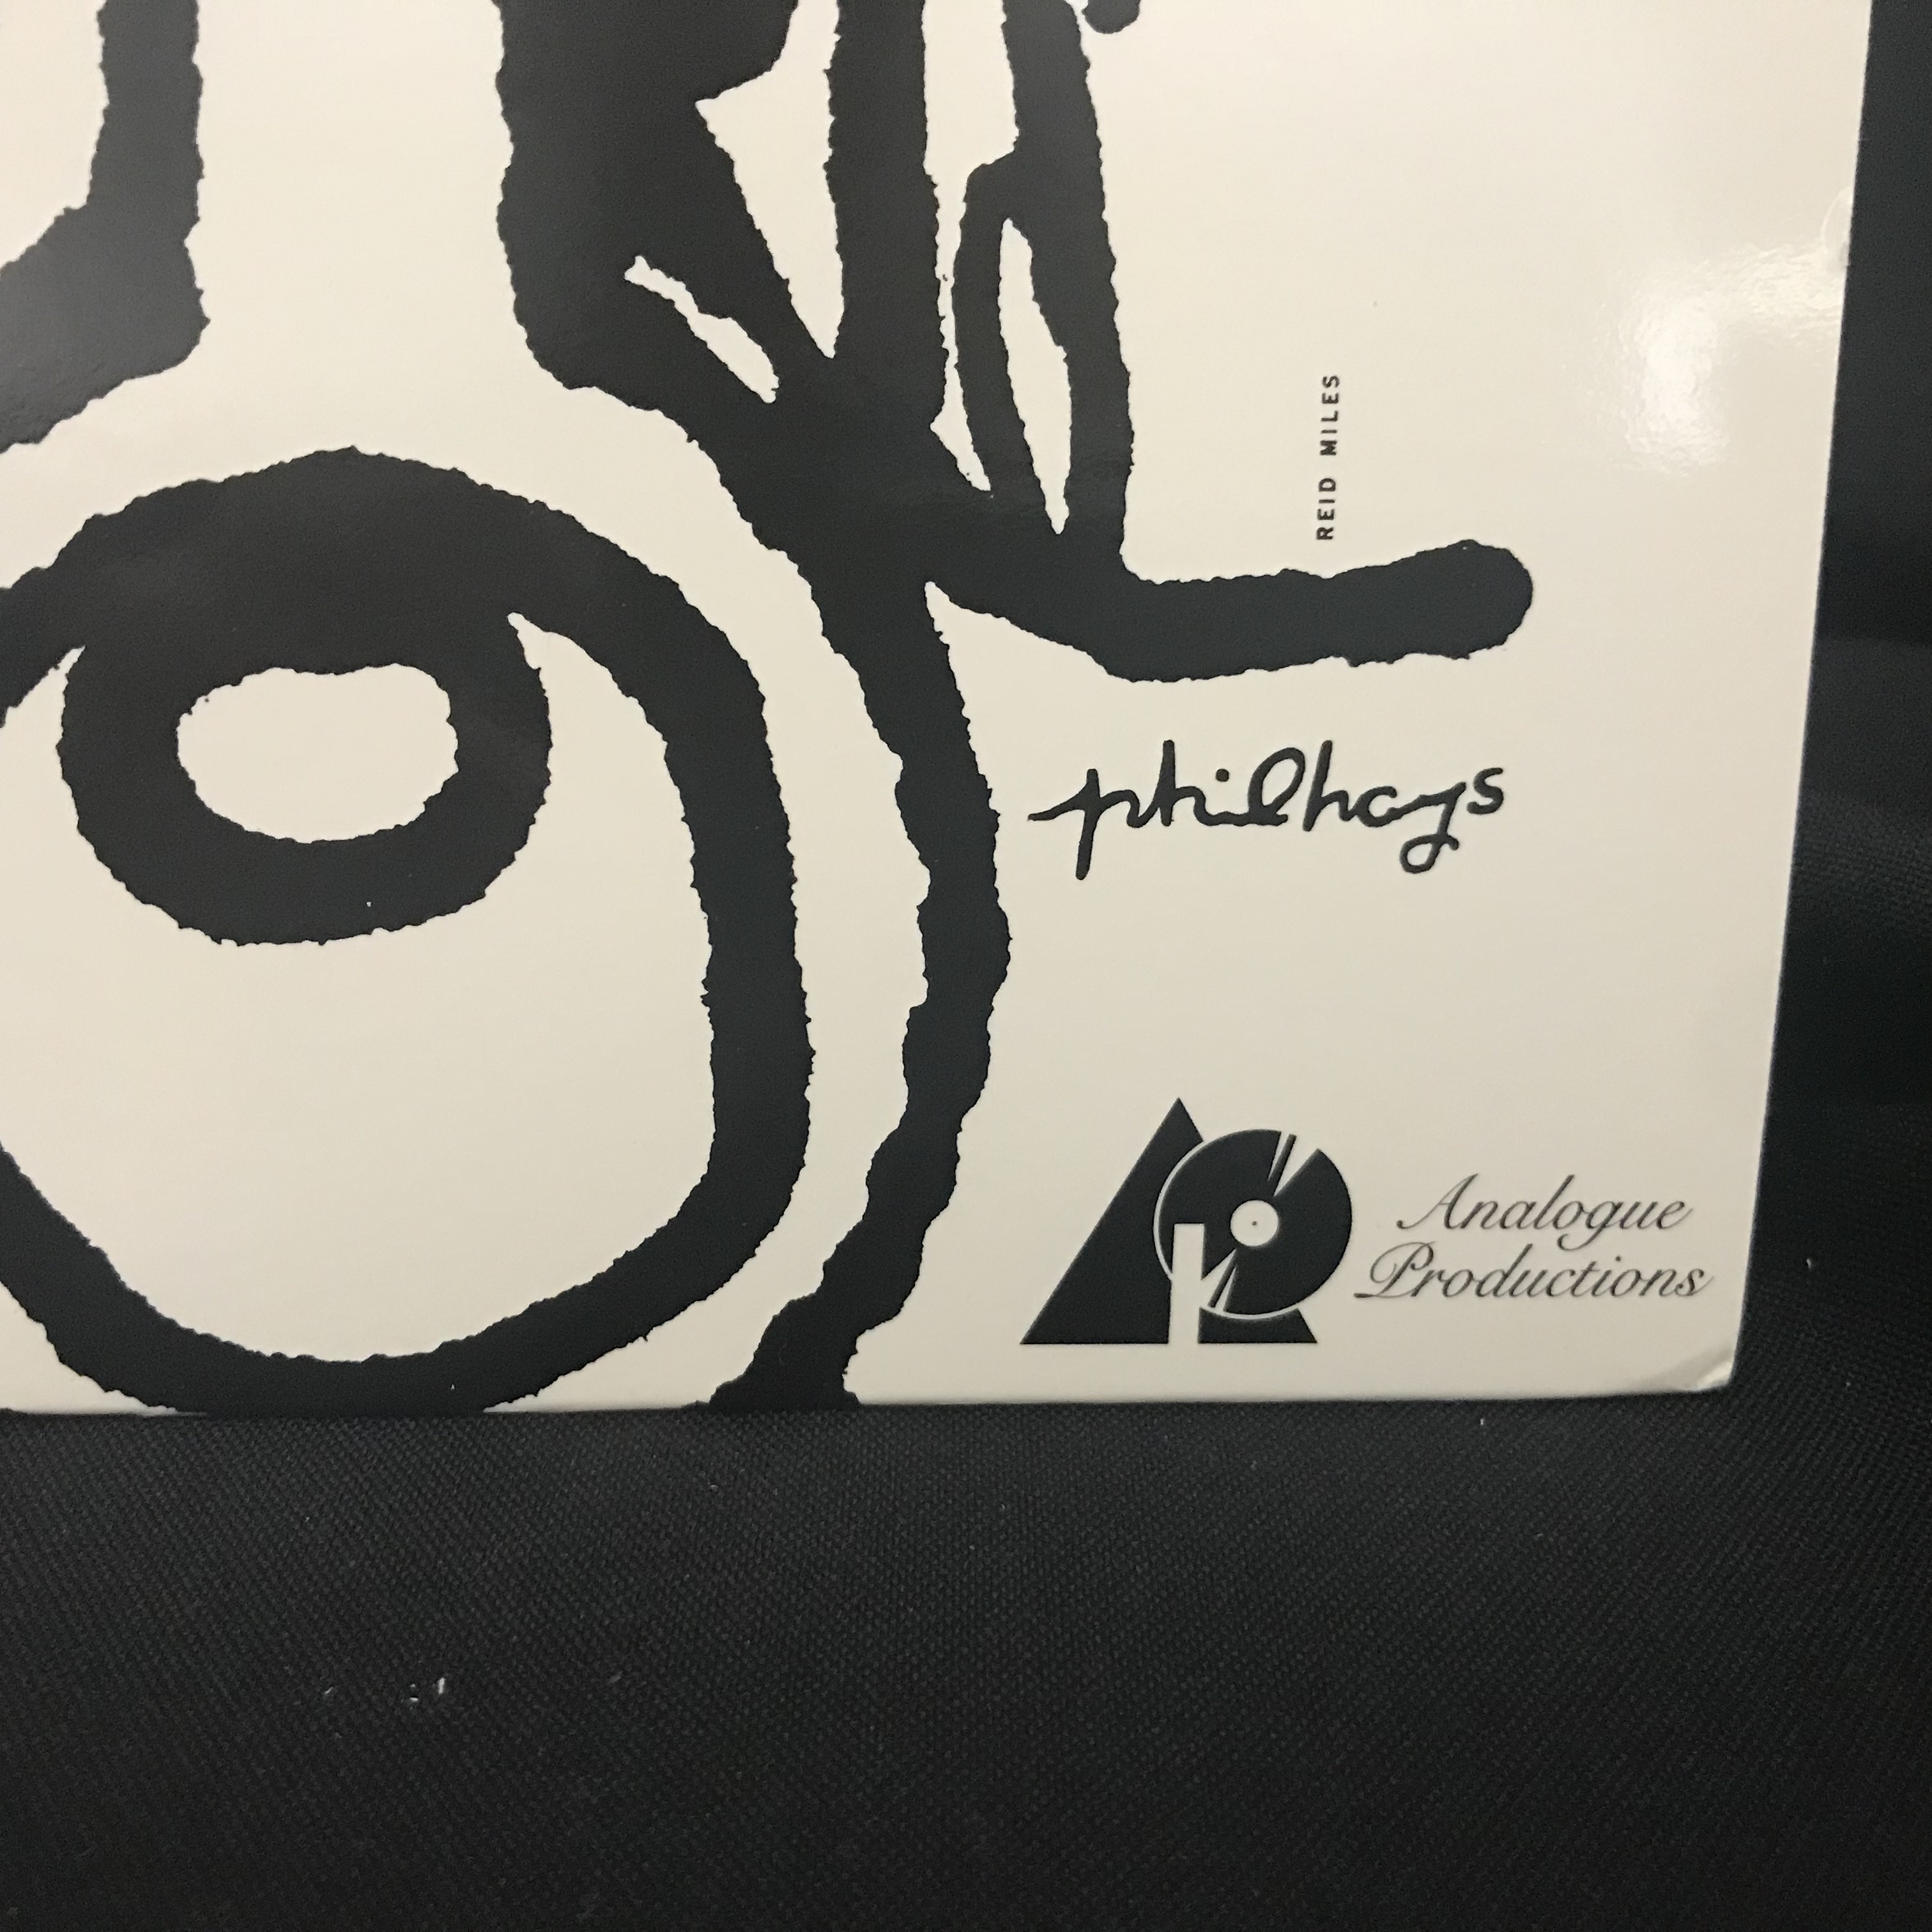 REID MILES
philhays
Analogue
Productions